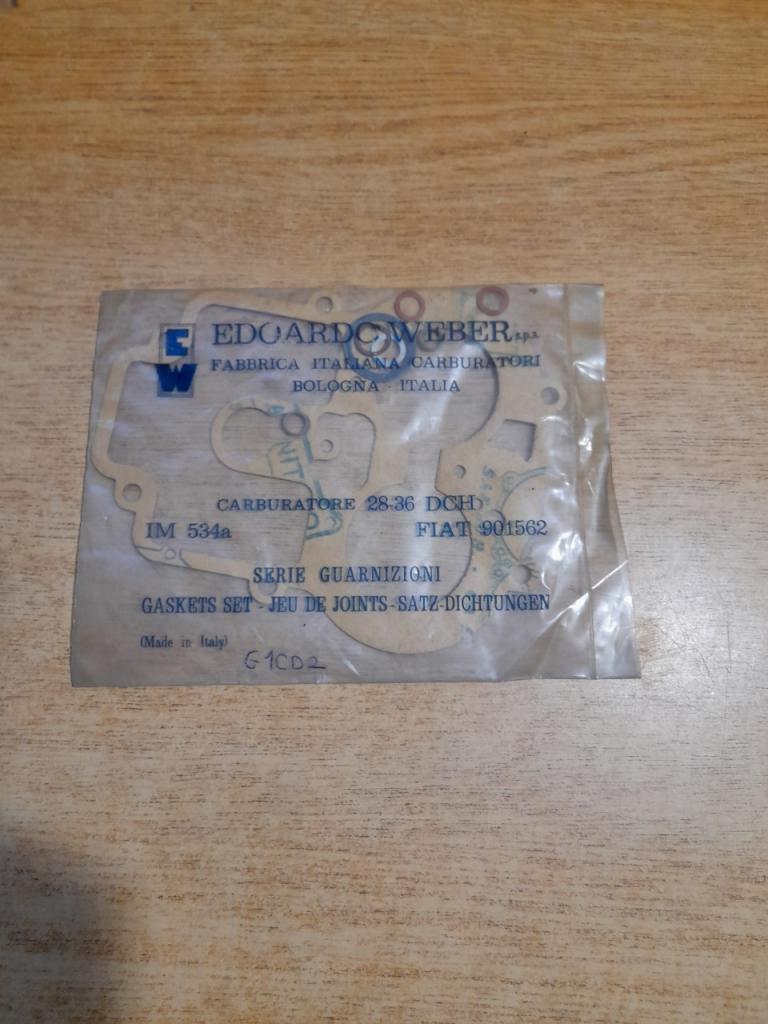 EW
EDOARDO WEBER s.p.a.
FABBRICA ITALIANA CARBURATORI
BOLOGNA - ITALIA
CARBURATORE 28-36 DCH
IM 534a FIAT 901562
SERIE GUARNIZIONI
GASKETS SET - JEU DE JOINTS - SATZ-DICHTUNGEN
(Made in Italy)
G1CD2